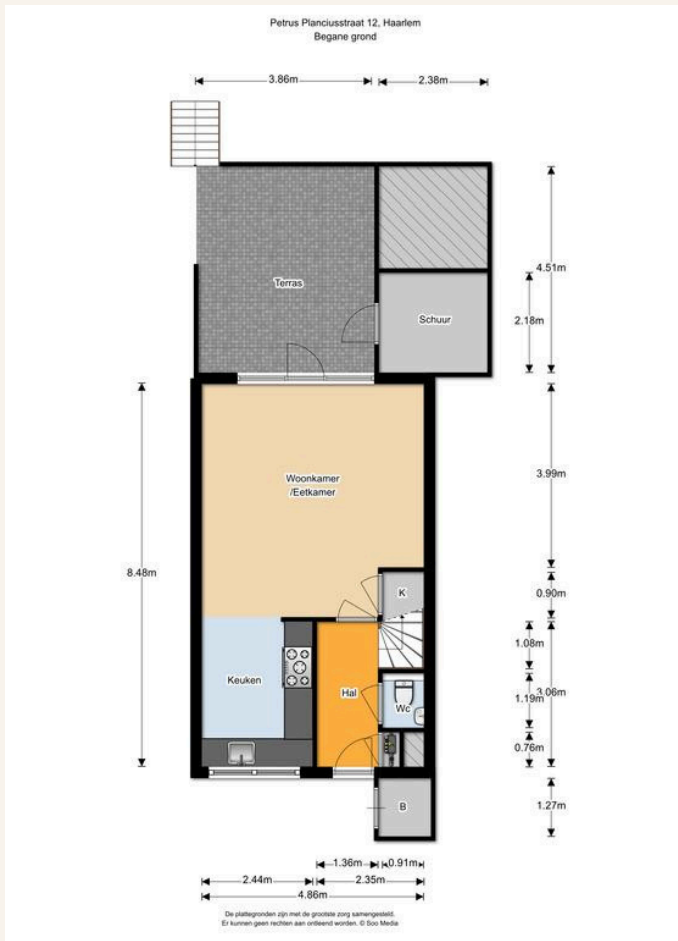 Petrus Planciusstraat 12, Haarlem
Begane grond
3.86m
2.38m
4.51m
Terras
2.18m
Schuur
3.99m
Woonkamer
/Eetkamer
8.48m
K
0.90m
1.08m
Keuken
Hal
3.06m
1.19m
Wc
0.76m
B
1.27m
1.36m
0.91m
2.44m
2.35m
4.86m
De plattegronden zijn met de grootste zorg samengesteld.
Er kunnen geen rechten aan ontleend worden. © Soo Media